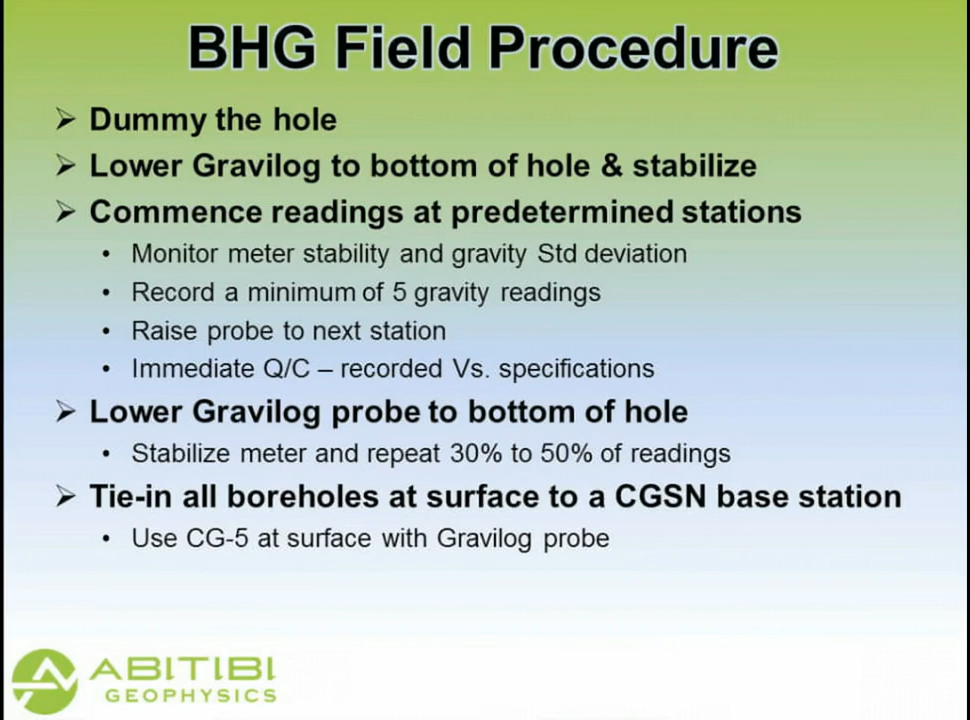 BHG Field Procedure
➢ Dummy the hole
➢ Lower Gravilog to bottom of hole & stabilize
➢ Commence readings at predetermined stations
• Monitor meter stability and gravity Std deviation
• Record a minimum of 5 gravity readings
• Raise probe to next station
• Immediate Q/C – recorded Vs. specifications
➢ Lower Gravilog probe to bottom of hole
• Stabilize meter and repeat 30% to 50% of readings
➢ Tie-in all boreholes at surface to a CGSN base station
• Use CG-5 at surface with Gravilog probe
ABITIBI
GEOPHYSICS